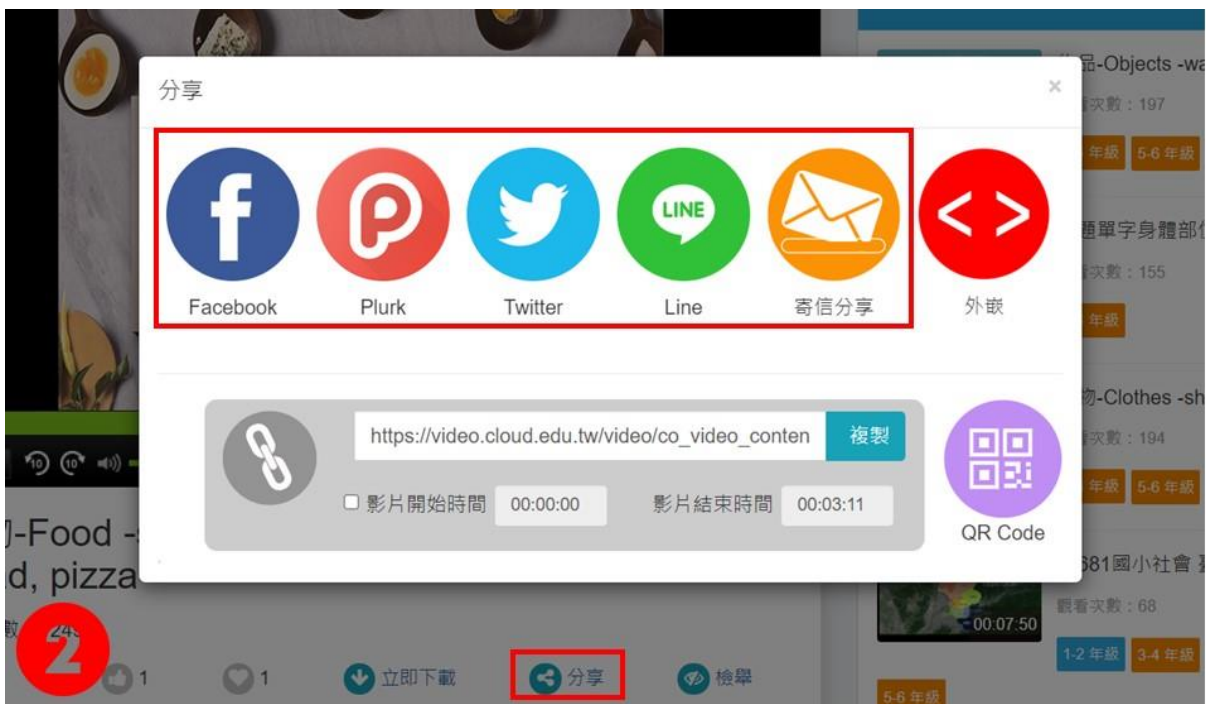 分享
×
f
LINE
< >
Facebook
Plurk
Twitter
Line
寄信分享
外嵌
https://video.cloud.edu.tw/video/co_video_conten
複製
影片開始時間 00:00:00 影片結束時間 00:03:11
QR Code
10 10
-Food -
d, pizza
2
1
1
立即下載
分享
檢舉
品-Objects -wa
次數：197
年級 5-6 年級
題單字身體部
次數：155
年級
物-Clothes -sh
次數：194
年級 5-6 年級
681國小社會
00:07:50
觀看次數：68
1-2 年級 3-4 年級
5-6 年級